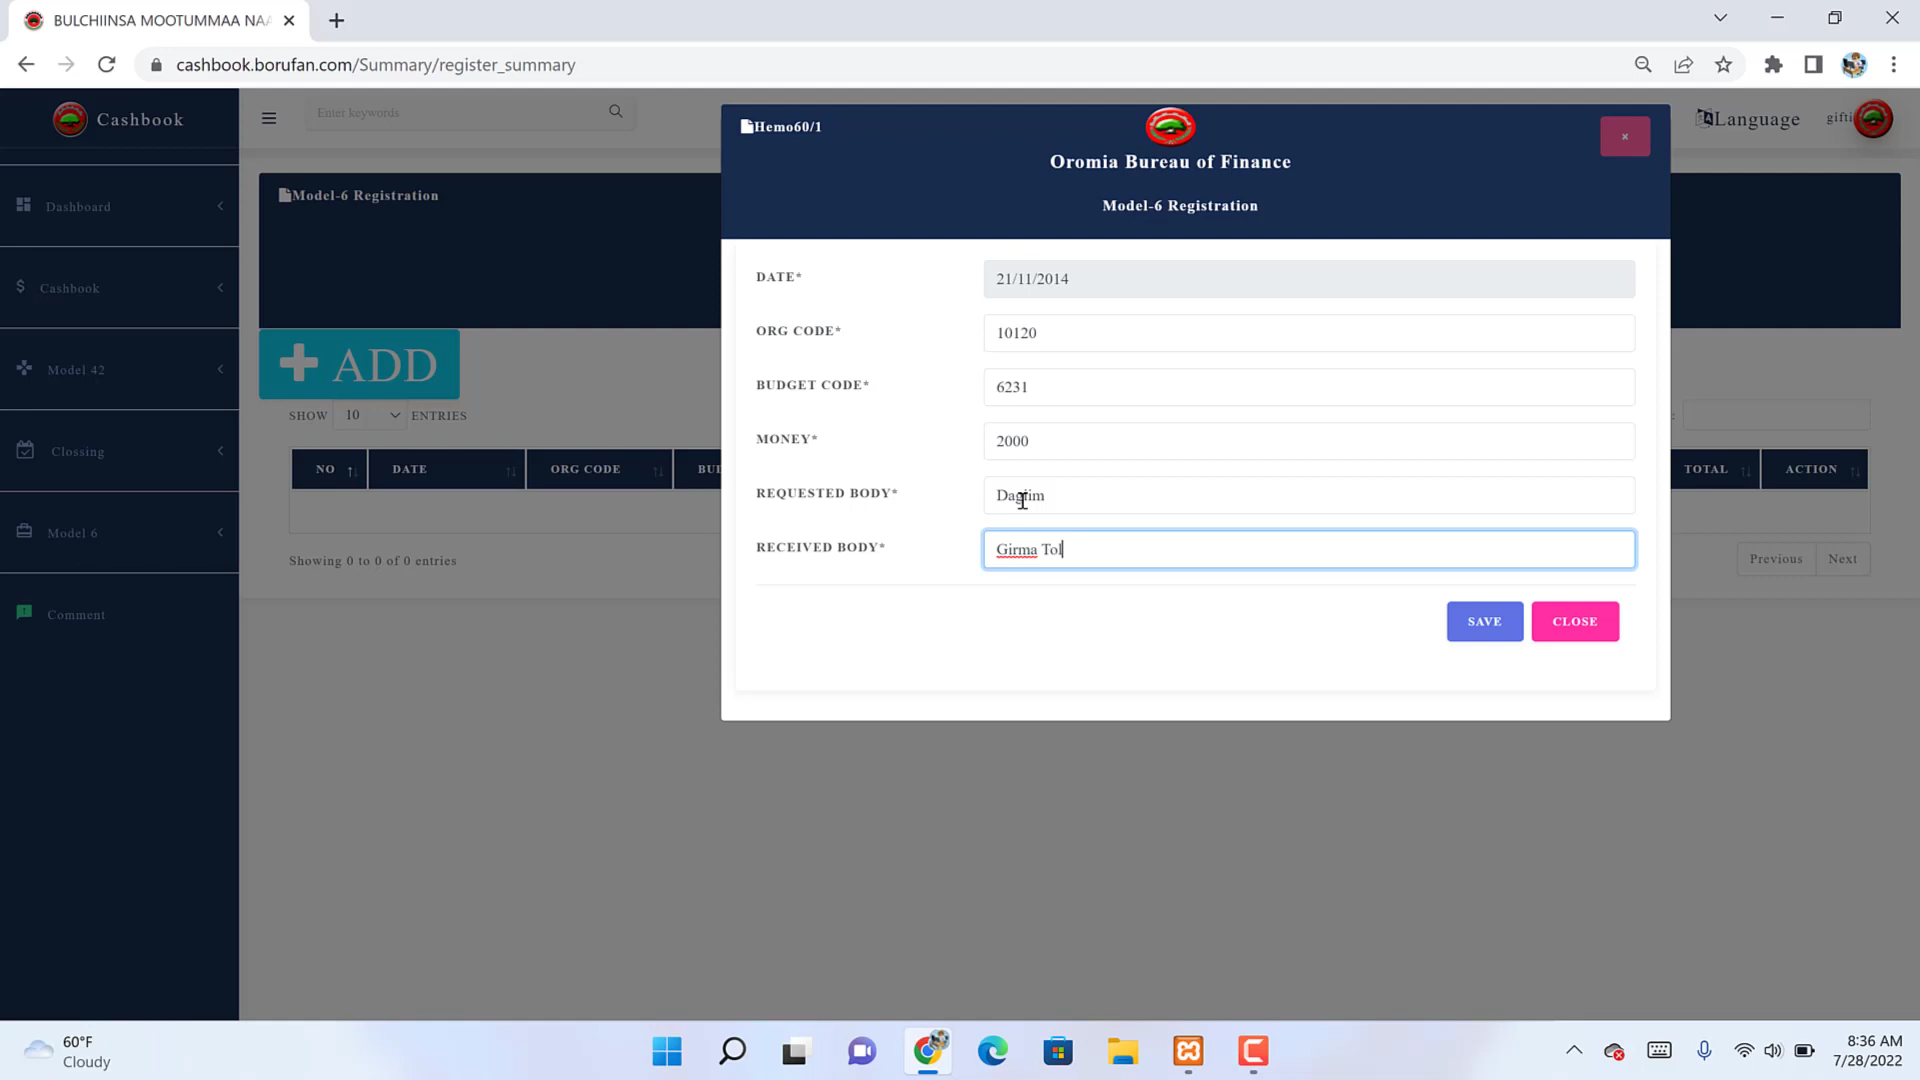 BULCHIINSA MOOTUMMAA NAA
cashbook.borufan.com/Summary/register_summary
Cashbook
Enter keywords
Hemo60/1
Oromia Bureau of Finance
Model-6 Registration
×
Language
gifti
Dashboard
Cashbook
Model 42
Clossing
Model 6
Comment
Model-6 Registration
ADD
SHOW 10 ENTRIES
NO DATE ORG CODE BUD TOTAL ACTION
Showing 0 to 0 of 0 entries
Previous Next
DATE* 21/11/2014
ORG CODE* 10120
BUDGET CODE* 6231
MONEY* 2000
REQUESTED BODY*
RECEIVED BODY* Girma Tol
SAVE CLOSE
60°F
Cloudy
8:36 AM
7/28/2022